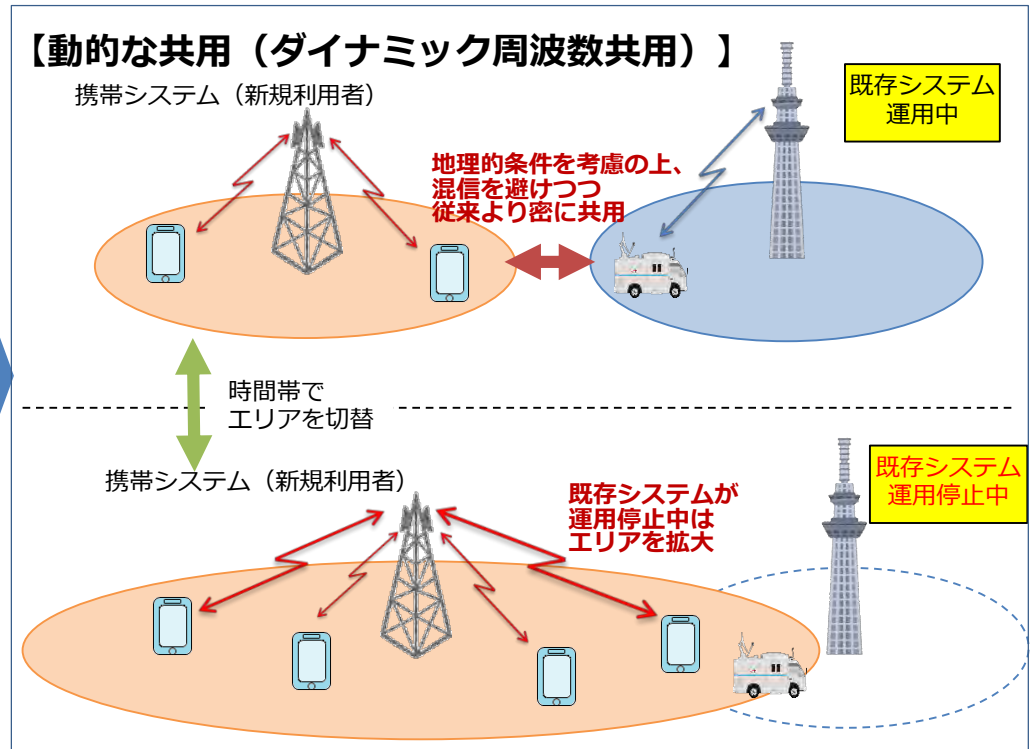 【動的な共用（ダイナミック周波数共用）】
携帯システム（新規利用者）
既存システム
運用中
地理的条件を考慮の上、
混信を避けつつ
従来より密に共用
時間帯で
エリアを切替
携帯システム（新規利用者）
既存システムが
運用停止中は
エリアを拡大
既存システム
運用停止中